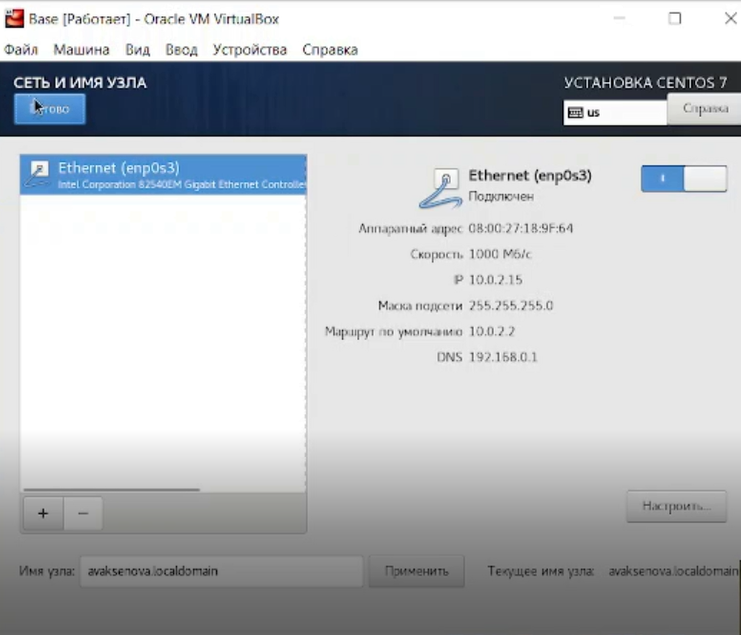 Base [Работает] - Oracle VM VirtualBox
Файл Машина Вид Ввод Устройства Справка
СЕТЬ И ИМЯ УЗЛА
УСТАНОВКА CENTOS 7
Готово
us
Справка
Ethernet (enp0s3)
Intel Corporation 82540EM Gigabit Ethernet Controlle
Ethernet (enp0s3)
Подключен
Аппаратный адрес 08:00:27:18:9F:64
Скорость 1000 Мб/с
IP 10.0.2.15
Маска подсети 255.255.255.0
Маршрут по умолчанию 10.0.2.2
DNS 192.168.0.1
+ −
Настроить...
Имя узла: avaksenova.localdomain Применить Текущее имя узла: avaksenova.localdomain